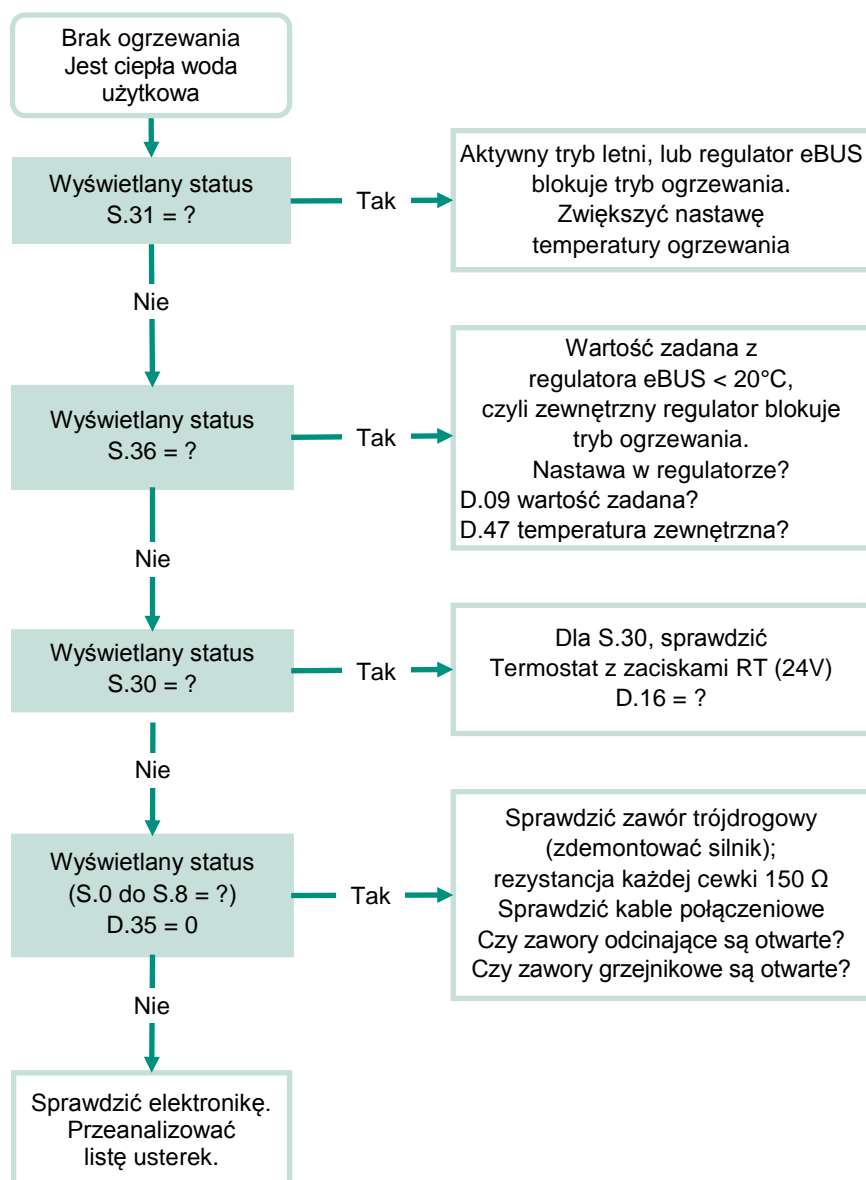 Brak ogrzewania
Jest ciepła woda
użytkowa
Wyświetlany status
S.31 = ?
Tak
Aktywny tryb letni, lub regulator eBUS
blokuje tryb ogrzewania.
Zwiększyć nastawę
temperatury ogrzewania
Nie
Wyświetlany status
S.36 = ?
Tak
Wartość zadana z
regulatora eBUS < 20°C,
czyli zewnętrzny regulator blokuje
tryb ogrzewania.
Nastawa w regulatorze?
D.09 wartość zadana?
D.47 temperatura zewnętrzna?
Nie
Wyświetlany status
S.30 = ?
Tak
Dla S.30, sprawdzić
Termostat z zaciskami RT (24V)
D.16 = ?
Nie
Wyświetlany status
(S.0 do S.8 = ?)
D.35 = 0
Tak
Sprawdzić zawór trójdrogowy
(zdemontować silnik);
rezystancja każdej cewki 150 Ω
Sprawdzić kable połączeniowe
Czy zawory odcinające są otwarte?
Czy zawory grzejnikowe są otwarte?
Nie
Sprawdzić elektronikę.
Przeanalizować
listę usterek.